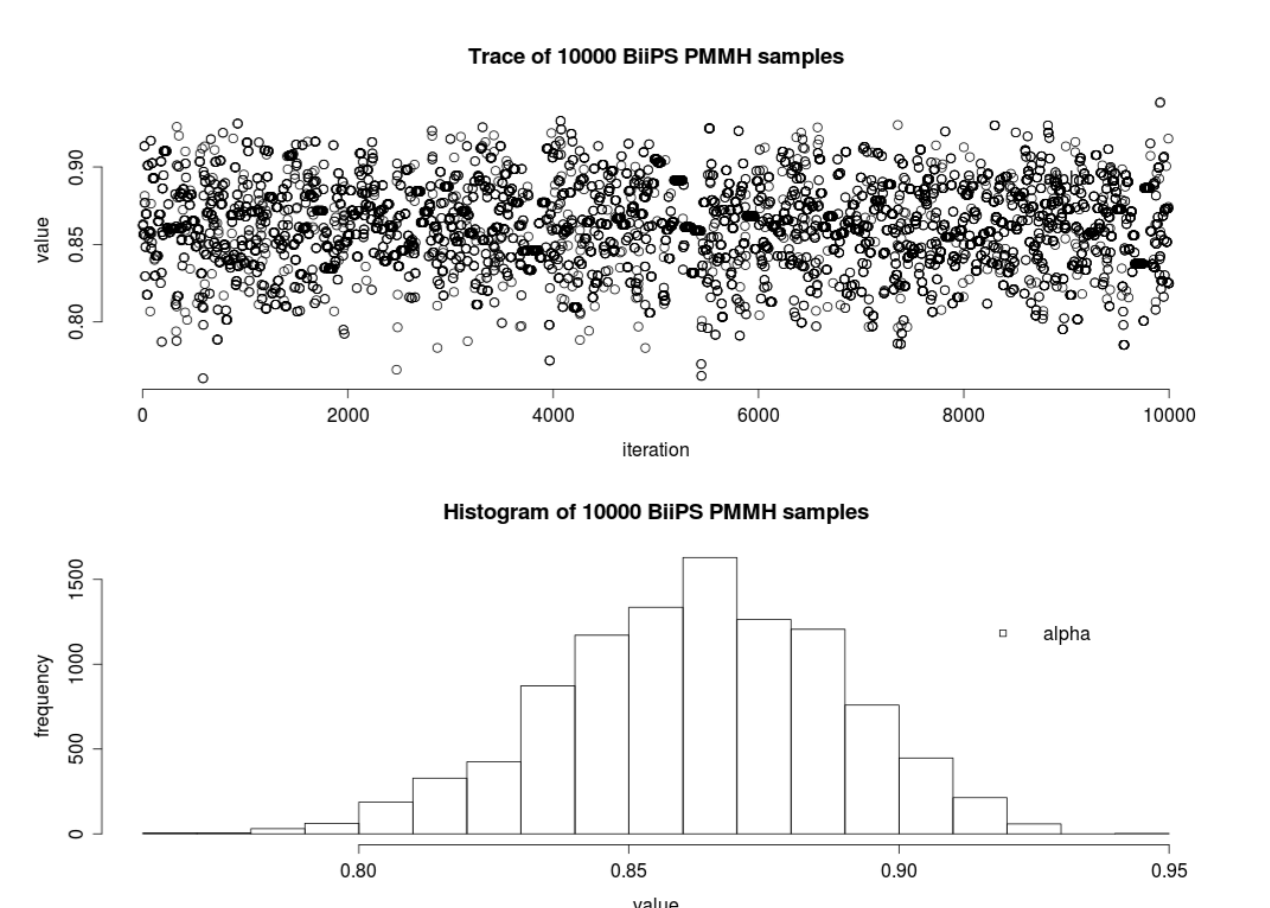 Trace of 10000 BiiPS PMMH samples
value
0.90
0.85
0.80
0 2000 4000 6000 8000 10000
iteration
Histogram of 10000 BiiPS PMMH samples
frequency
1500
1000
500
0
alpha
0.80 0.85 0.90 0.95
value